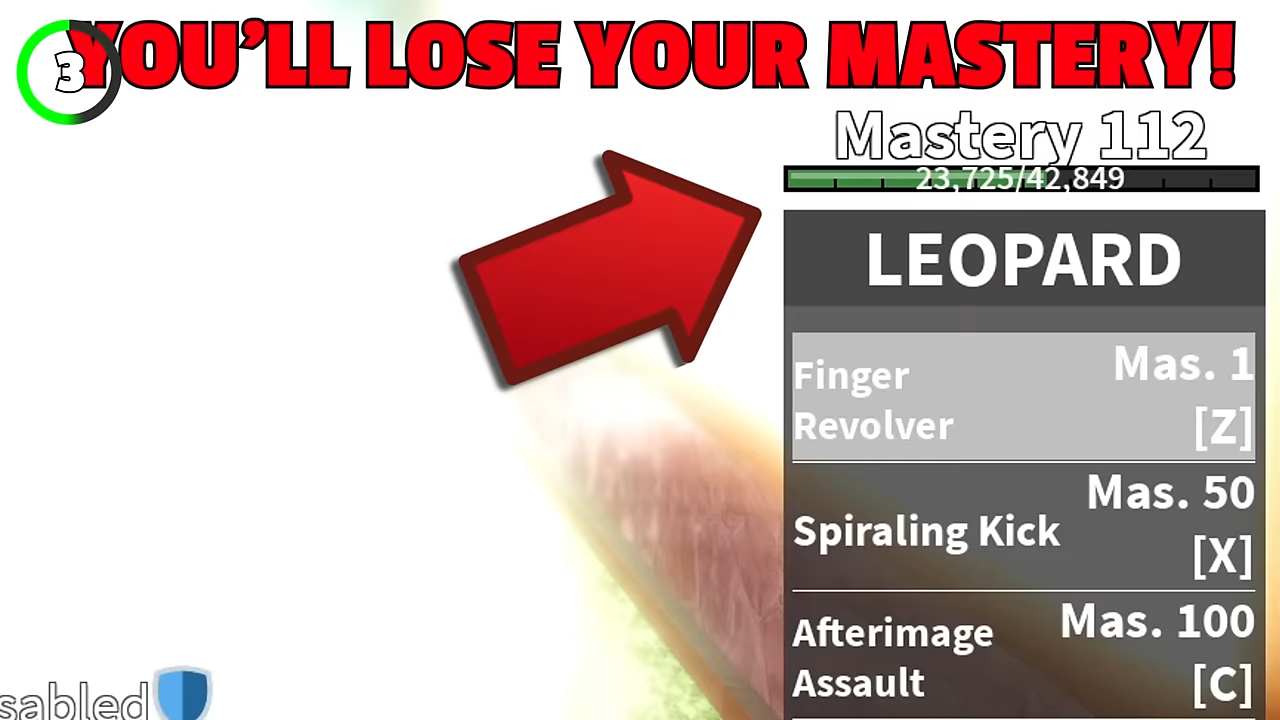 YOU'LL LOSE YOUR MASTERY!
3
Mastery 112
23,725/42,849
LEOPARD
Finger Revolver Mas. 1 [Z]
Spiraling Kick Mas. 50 [X]
Afterimage Assault Mas. 100 [C]
sabled